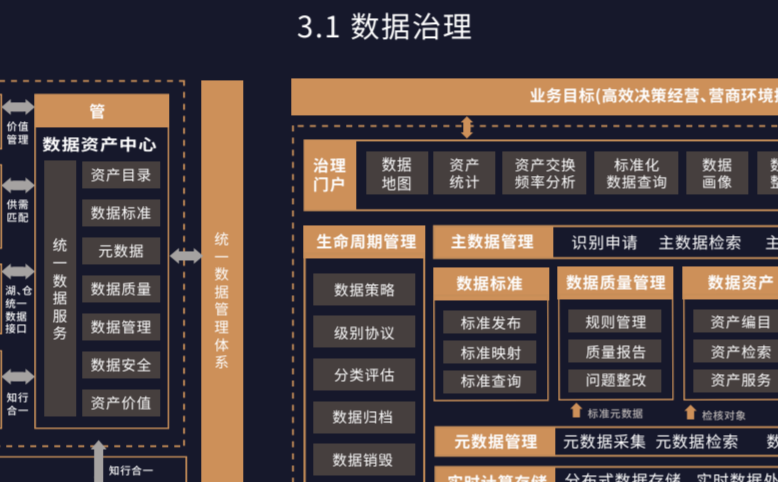 3.1 数据治理
价值
管理
供需
匹配
湖、仓
统一
数据
接口
知行
合一
管
数据资产中心
统一数据服务
资产目录
数据标准
元数据
数据质量
数据管理
数据安全
资产价值
知行合一
统一数据管理体系
业务目标(高效决策经营、营商环境
治理
门户
数据
地图
资产
统计
资产交换
频率分析
标准化
数据查询
数据
画像
生命周期管理
数据策略
级别协议
分类评估
数据归档
数据销毁
主数据管理 识别申请 主数据检索 主
数据标准
标准发布
标准映射
标准查询
数据质量管理
规则管理
质量报告
问题整改
数据资产
资产编目
资产检索
资产服务
标准元数据
检核对象
元数据管理 元数据采集 元数据检索 数
实时计算存储 分布式数据存储 实时数据处